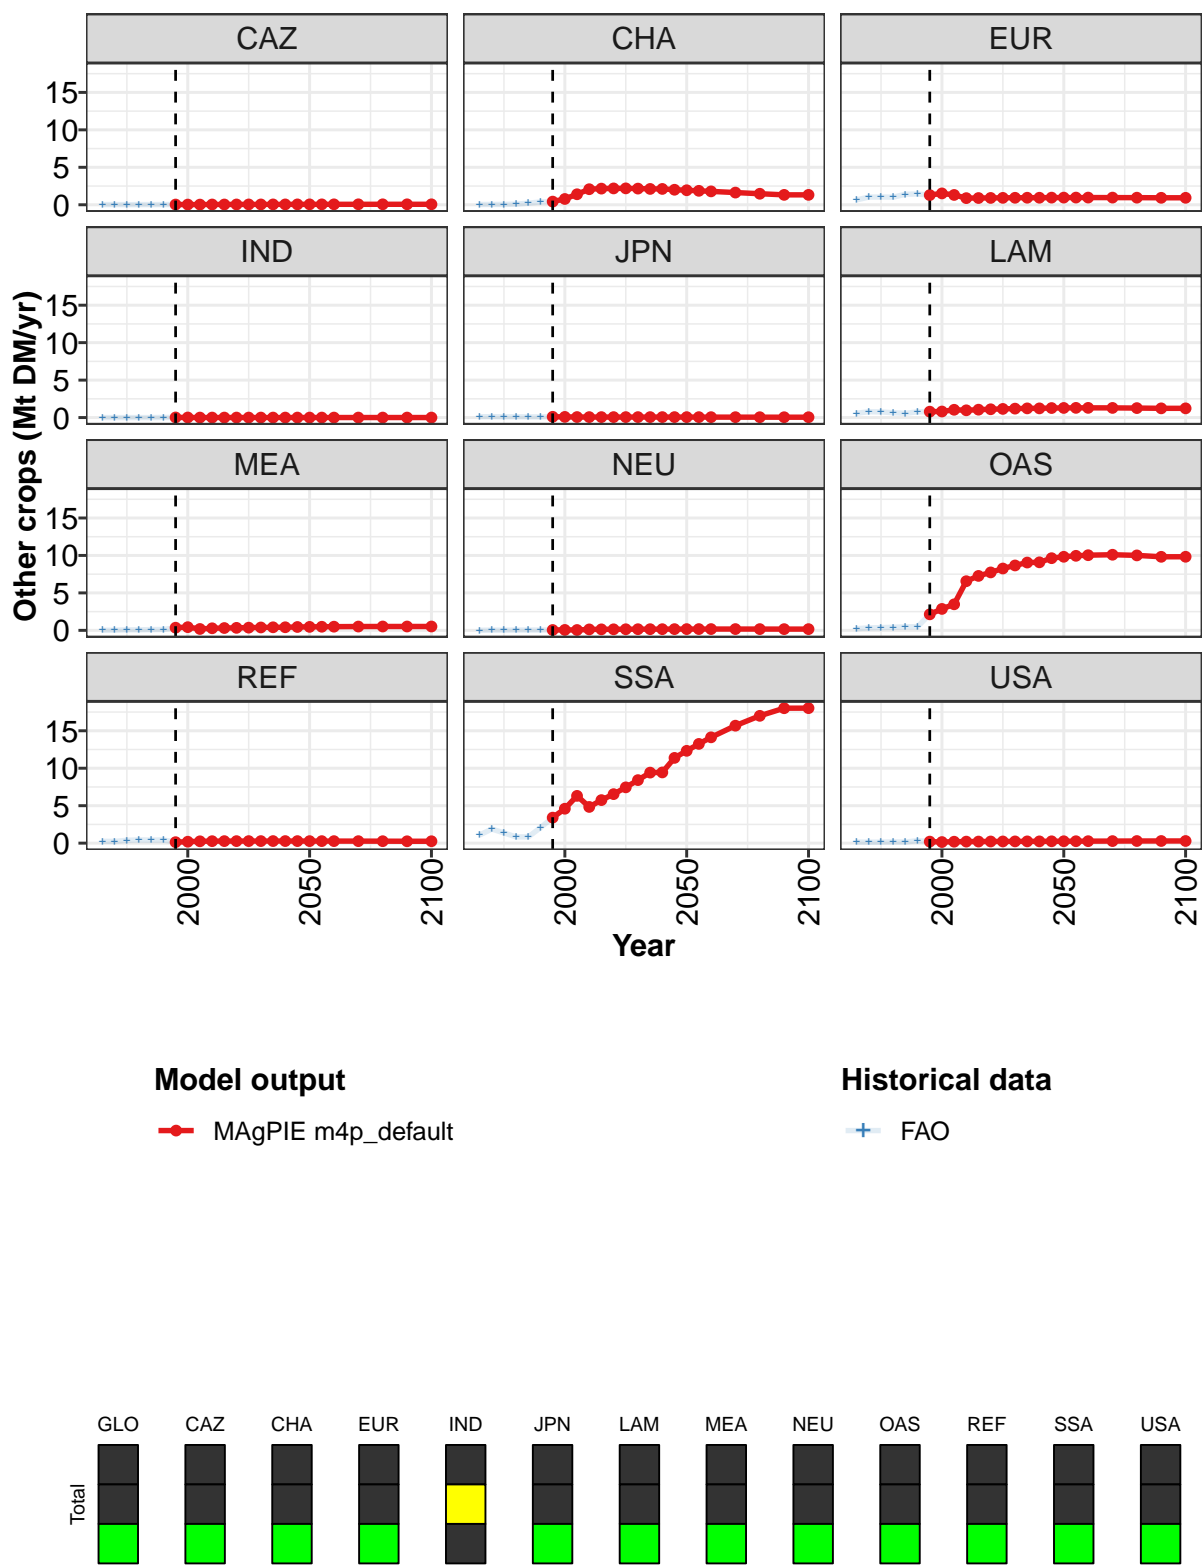 CAZ CHA EUR
15
10
5
0
IND JPN LAM
15
10
5
0
MEA NEU OAS
15
10
5
0
REF SSA USA
15
10
5
0
Other crops (Mt DM/yr)
2000 2050 2100 2000 2050 2100 2000 2050 2100
Year
Model output Historical data
MAgPIE m4p_default FAO
GLO CAZ CHA EUR IND JPN LAM MEA NEU OAS REF SSA USA
Total